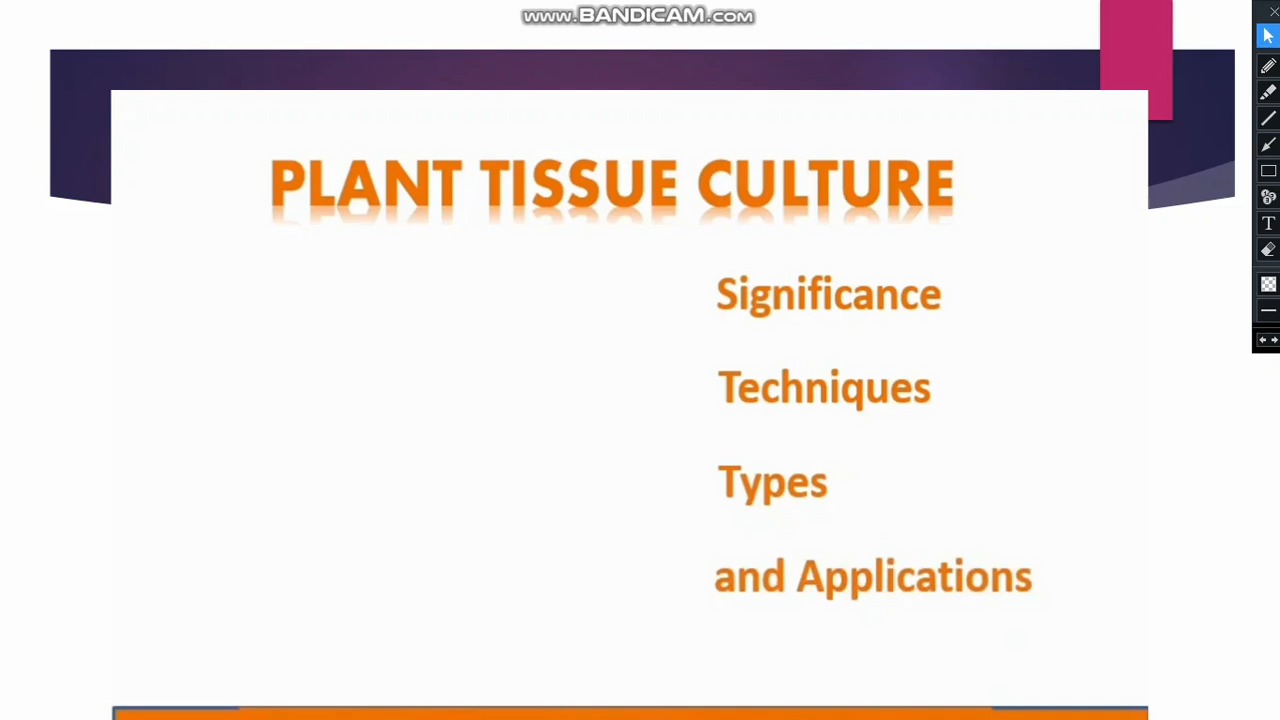 www.BANDICAM.com
PLANT TISSUE CULTURE
Significance
Techniques
Types
and Applications